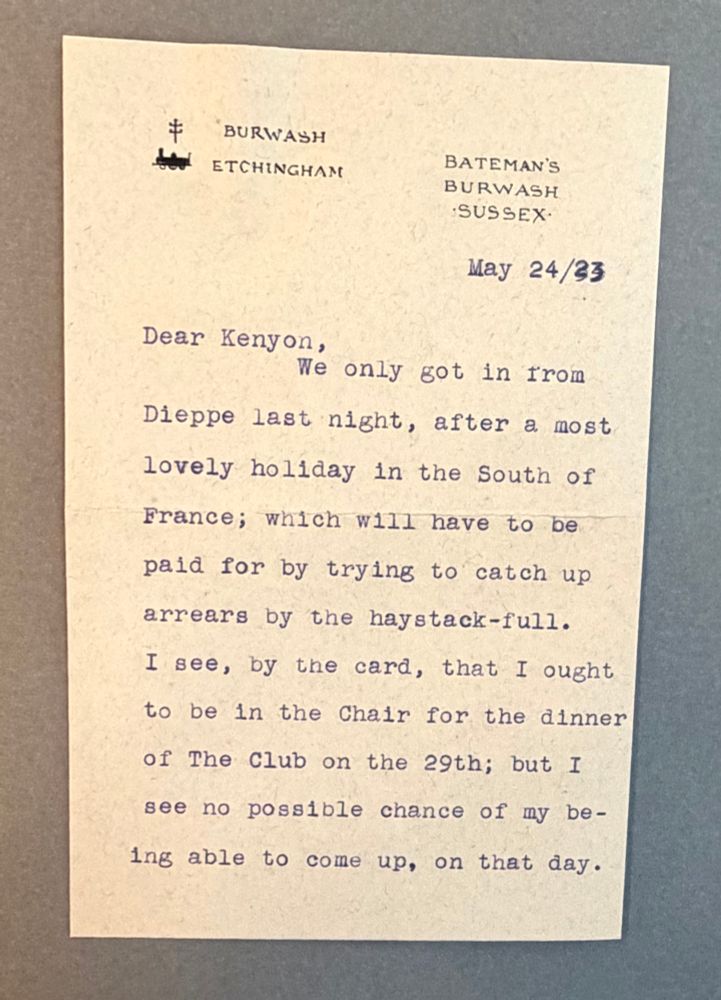 BURWASH
ETCHINGHAM
BATEMAN'S
BURWASH
·SUSSEX·
May 24/23
Dear Kenyon,
We only got in from
Dieppe last night, after a most
lovely holiday in the South of
France; which will have to be
paid for by trying to catch up
arrears by the haystack-full.
I see, by the card, that I ought
to be in the Chair for the dinner
of The Club on the 29th; but I
see no possible chance of my be-
ing able to come up, on that day.